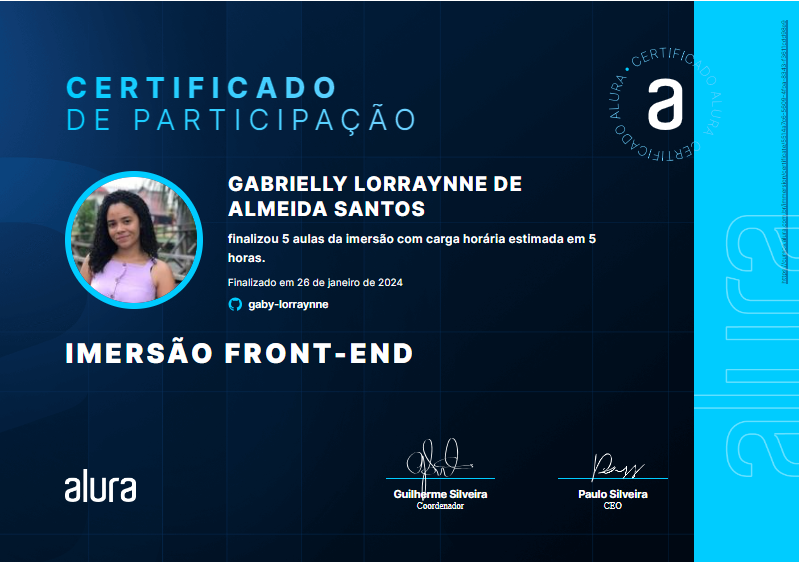 CERTIFICADO
DE PARTICIPAÇÃO
CERTIFICADO ALURA • CERTIFICADO ALURA
a
GABRIELLY LORRAYNNE DE
ALMEIDA SANTOS
finalizou 5 aulas da imersão com carga horária estimada em 5
horas.
Finalizado em 26 de janeiro de 2024
gaby-lorraynne
IMERSÃO FRONT-END
alura
Guilherme Silveira
Coordenador
Paulo Silveira
CEO
alura